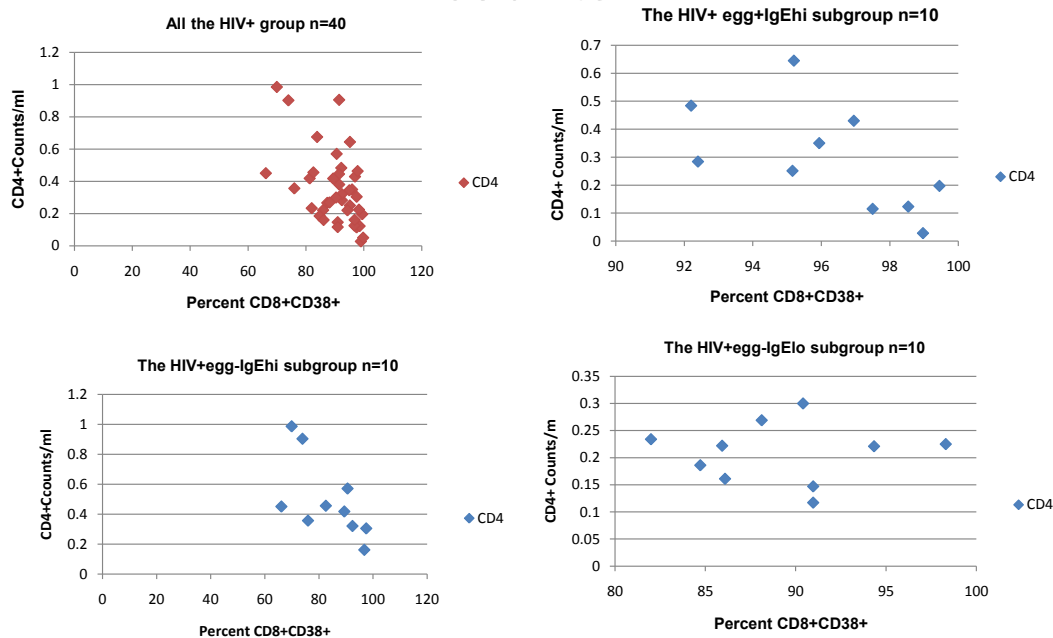 All the HIV+ group n=40
1.2
1
0.8
0.6
0.4
0.2
0
0 20 40 60 80 100 120
CD4+Counts/ml
Percent CD8+CD38+
CD4
The HIV+ egg+IgEhi subgroup n=10
0.7
0.6
0.5
0.4
0.3
0.2
0.1
0
90 92 94 96 98 100
CD4+ Counts/ml
Percent CD8+CD38+
CD4
The HIV+egg-IgEhi subgroup n=10
1.2
1
0.8
0.6
0.4
0.2
0
0 20 40 60 80 100 120
CD4+Ccounts/ml
Percent CD8+CD38+
CD4
The HIV+egg-IgElo subgroup n=10
0.35
0.3
0.25
0.2
0.15
0.1
0.05
0
80 85 90 95 100
CD4+ Counts/m
Percent CD8+CD38+
CD4